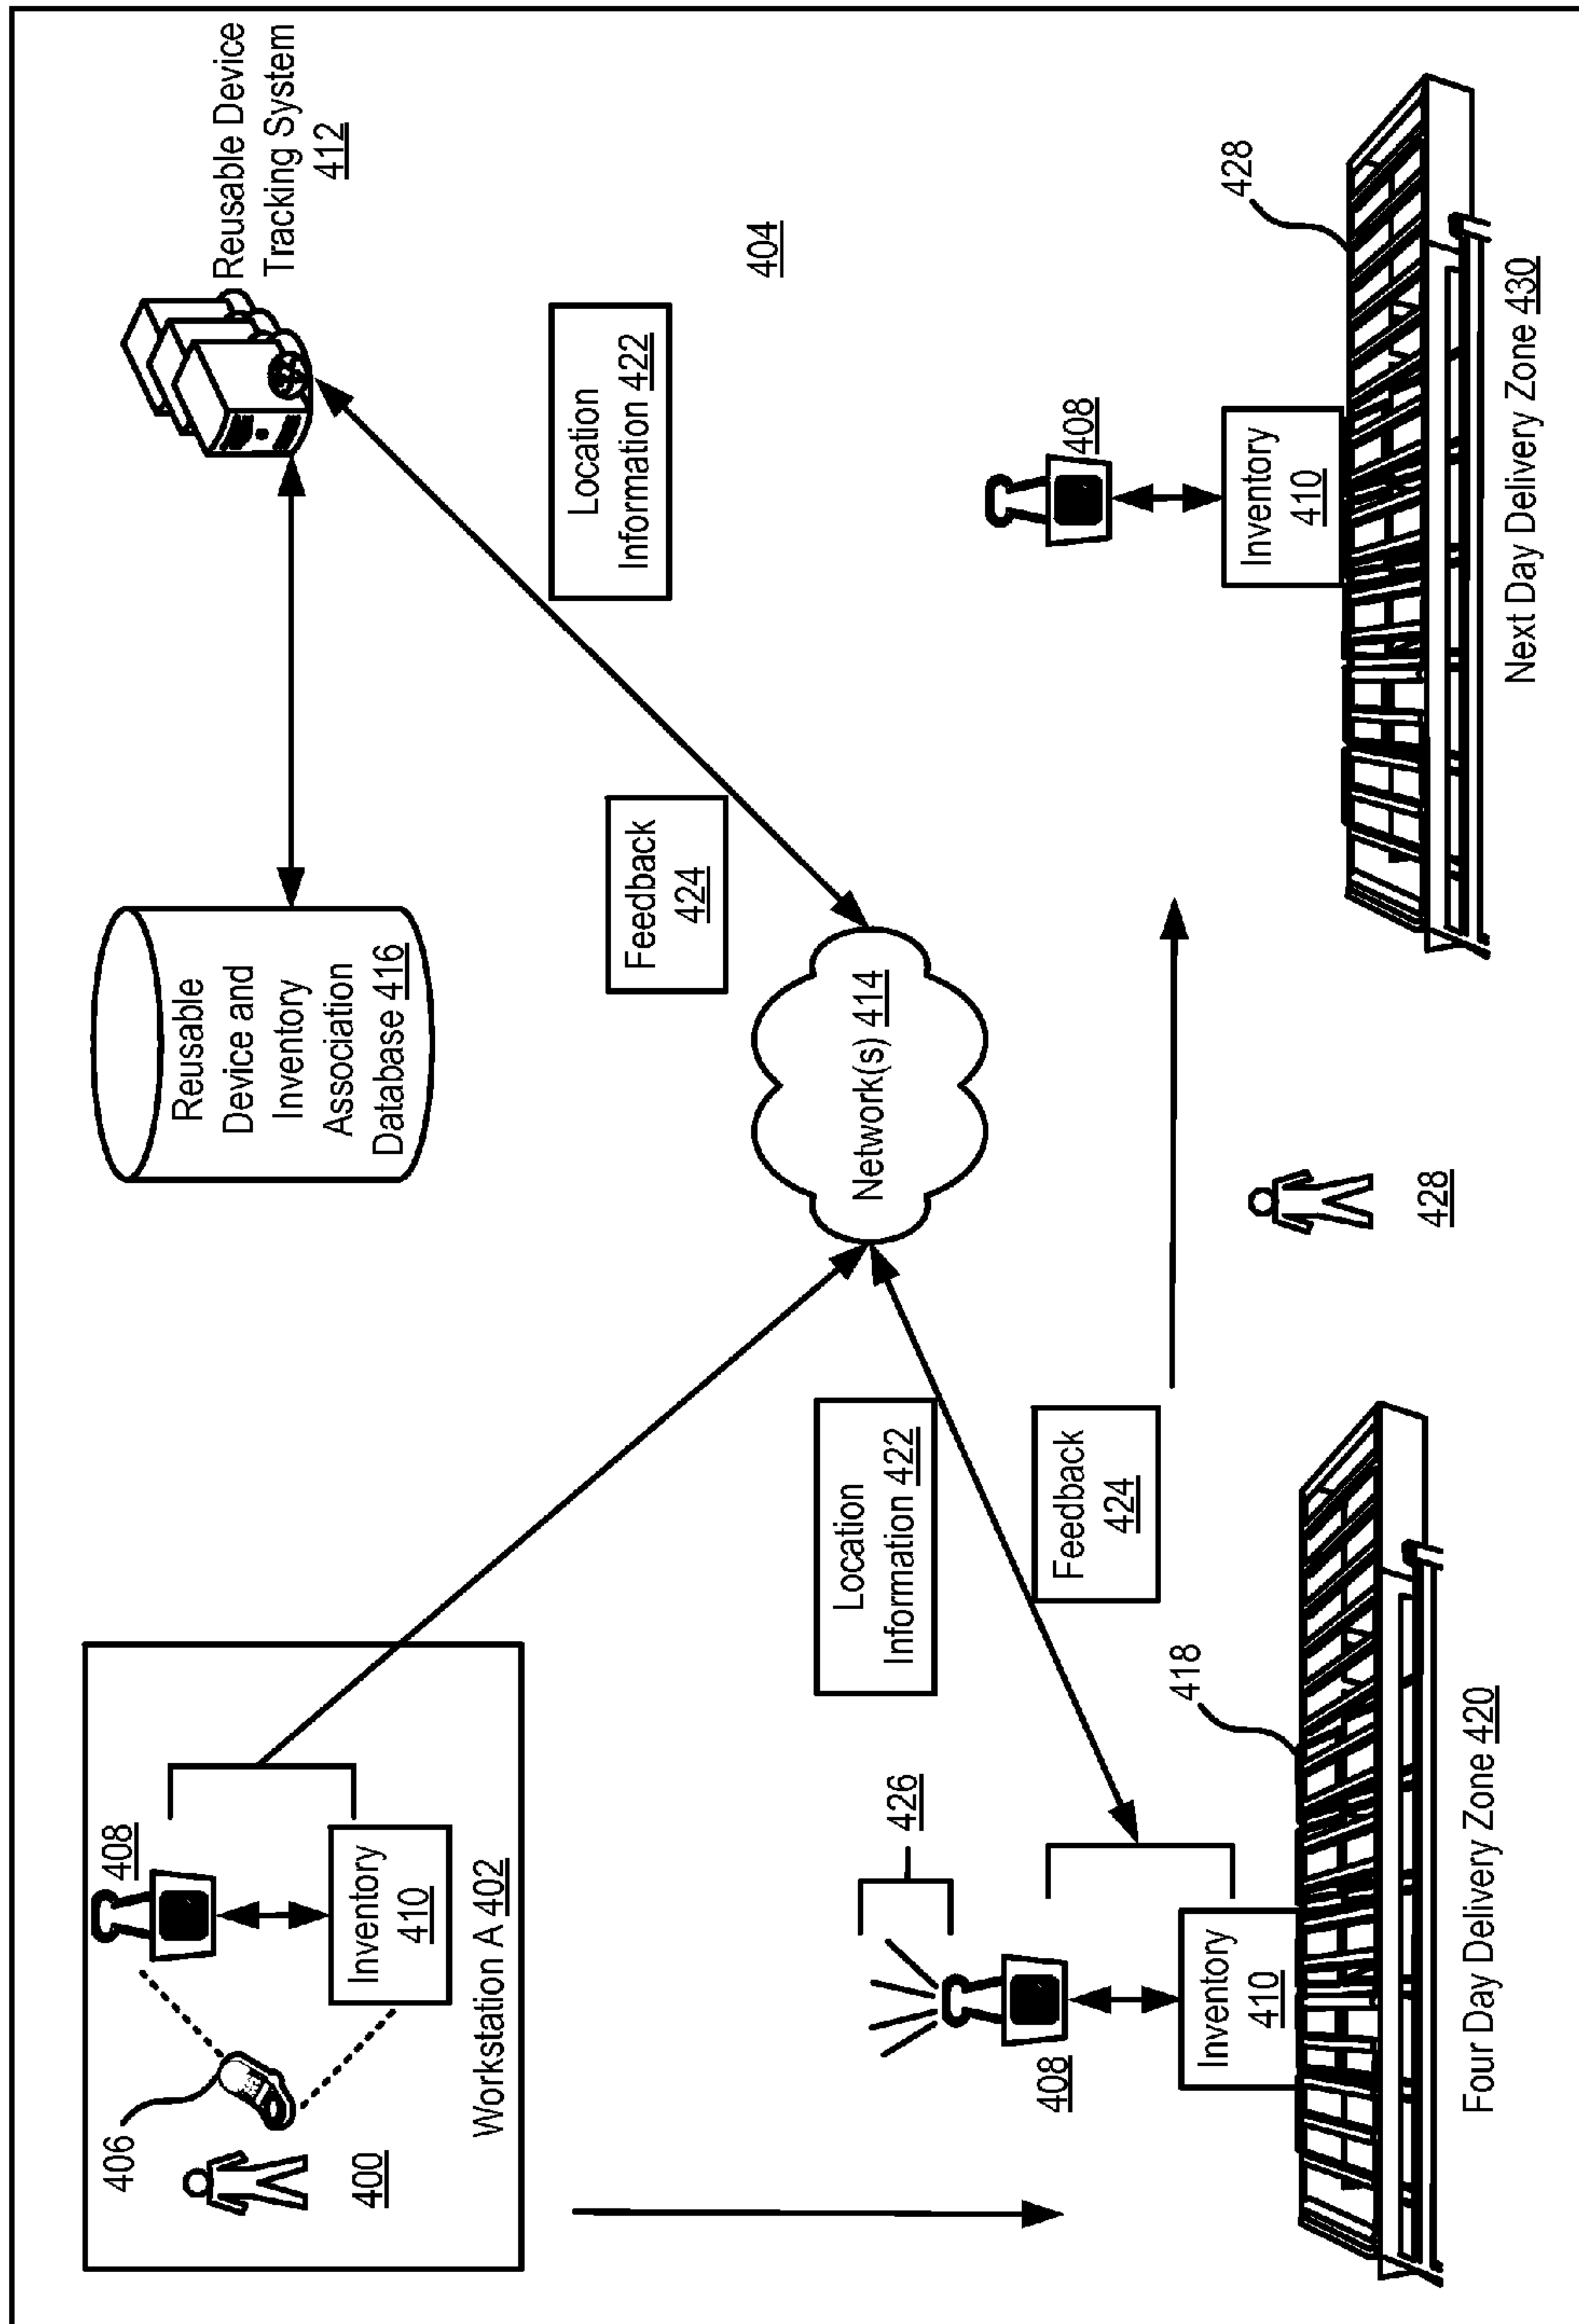 406
400
408
Inventory
410
Workstation A 402
Reusable
Device and
Inventory
Association
Database 416
Reusable Device
Tracking System
412
Network(s) 414
Feedback
424
Location
Information 422
404
Location
Information 422
Feedback
424
426
408
Inventory
410
418
Four Day Delivery Zone 420
428
408
Inventory
410
428
Next Day Delivery Zone 430